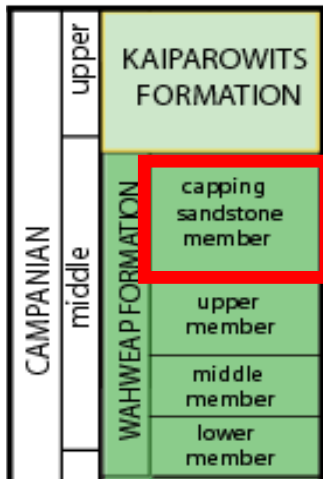 CAMPANIAN
upper
middle
KAIPAROWITS
FORMATION
WAHWEAP FORMATION
capping
sandstone
member
upper
member
middle
member
lower
member